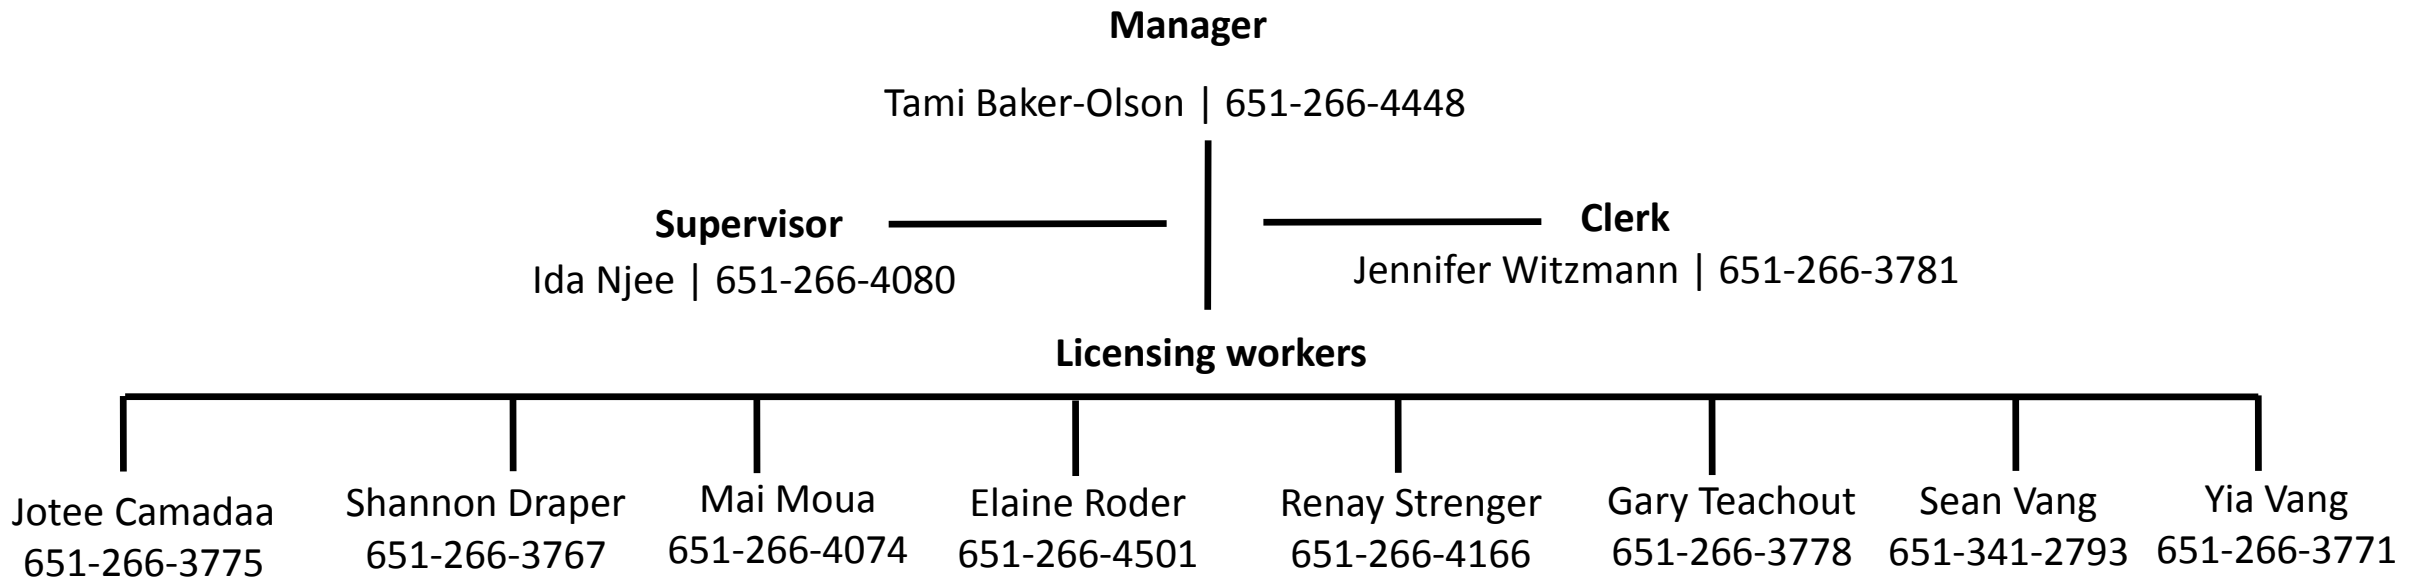 Manager
Tami Baker-Olson | 651-266-4448
Supervisor
Clerk
Ida Njee | 651-266-4080
Jennifer Witzmann | 651-266-3781
Licensing workers
Jotee Camadaa
651-266-3775
Shannon Draper
651-266-3767
Mai Moua
651-266-4074
Elaine Roder
651-266-4501
Renay Strenger
651-266-4166
Gary Teachout
651-266-3778
Sean Vang
651-341-2793
Yia Vang
651-266-3771